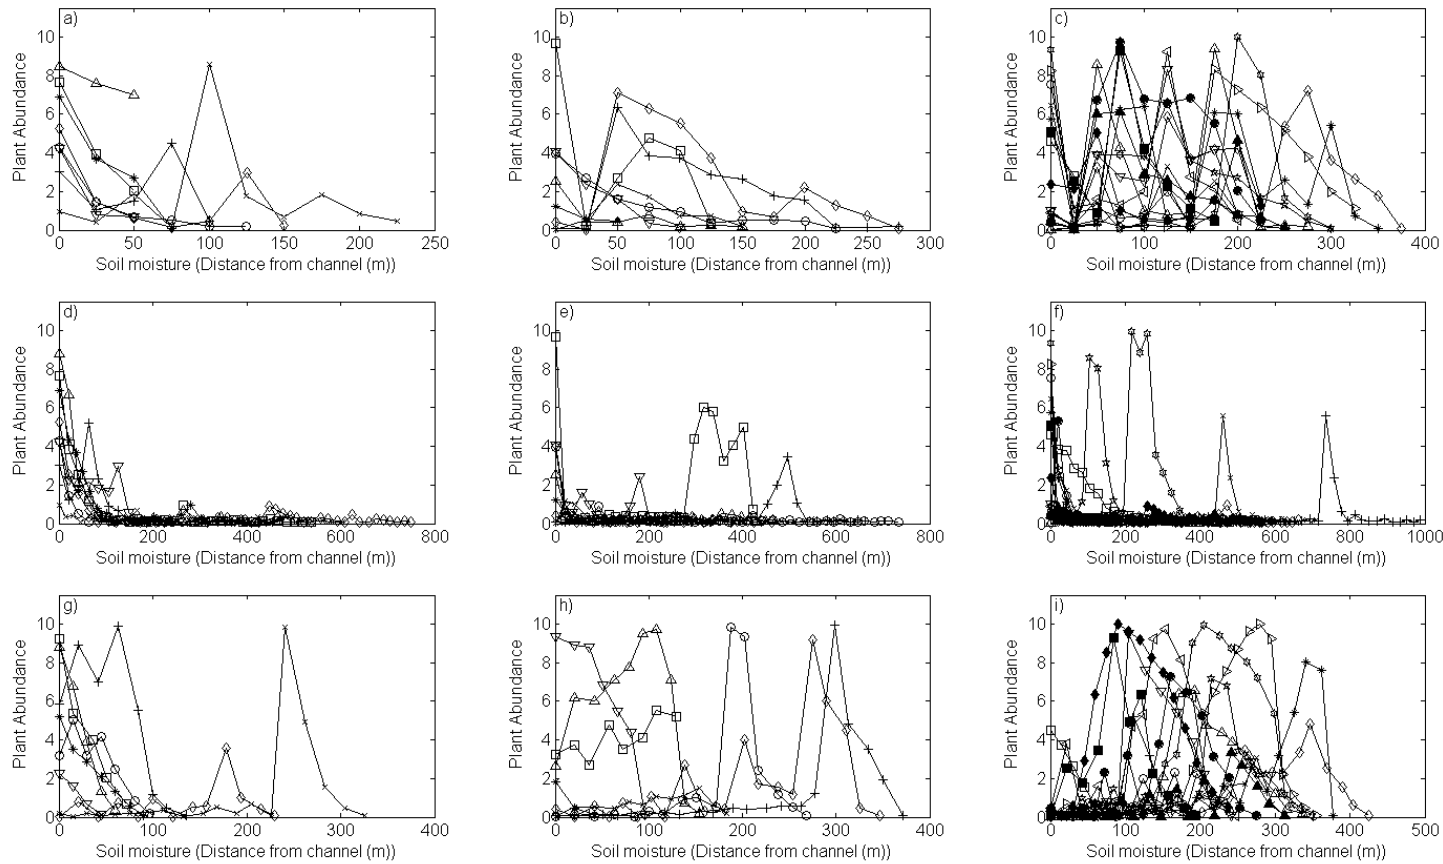 a) b) c)
Plant Abundance Plant Abundance Plant Abundance
10 10 10
8 8 8
6 6 6
4 4 4
2 2 2
0 0 0
0 50 100 150 200 250 0 50 100 150 200 250 300 0 100 200 300 400
Soil moisture (Distance from channel (m)) Soil moisture (Distance from channel (m)) Soil moisture (Distance from channel (m))
d) e) f)
Plant Abundance Plant Abundance Plant Abundance
10 10 10
8 8 8
6 6 6
4 4 4
2 2 2
0 0 0
0 200 400 600 800 0 200 400 600 800 0 200 400 600 800 1000
Soil moisture (Distance from channel (m)) Soil moisture (Distance from channel (m)) Soil moisture (Distance from channel (m))
g) h) i)
Plant Abundance Plant Abundance Plant Abundance
10 10 10
8 8 8
6 6 6
4 4 4
2 2 2
0 0 0
0 100 200 300 400 0 100 200 300 400 0 100 200 300 400 500
Soil moisture (Distance from channel (m)) Soil moisture (Distance from channel (m)) Soil moisture (Distance from channel (m))